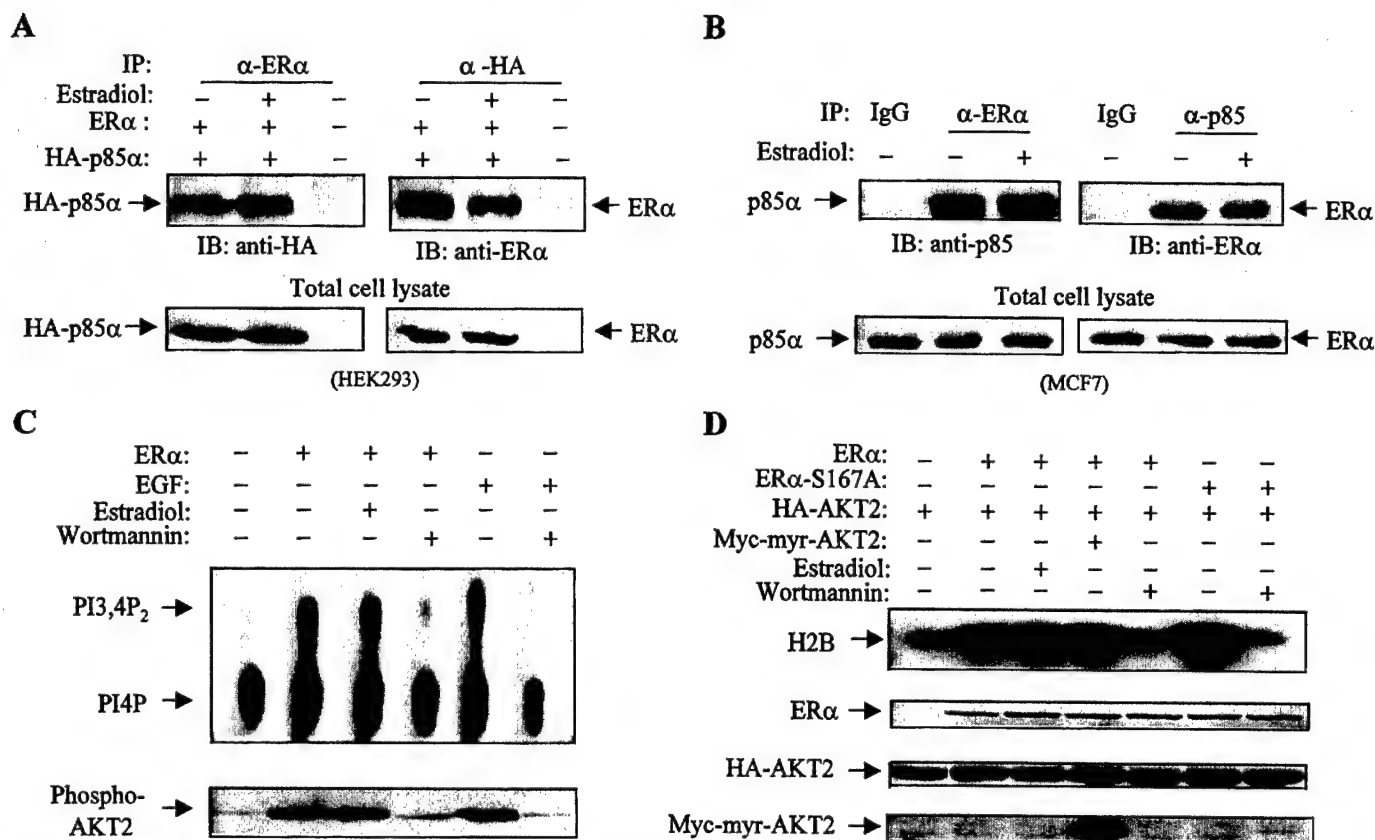 A
IP: α-ERα α-HA
Estradiol: – + – – + –
ERα : + + – + + –
HA-p85α: + + – + + –
HA-p85α ERα
IB: anti-HA IB: anti-ERα
Total cell lysate
HA-p85α ERα
(HEK293)
B
IP: IgG α-ERα IgG α-p85
Estradiol: – – + – – +
p85α ERα
IB: anti-p85 IB: anti-ERα
Total cell lysate
p85α ERα
(MCF7)
C
ERα: – + + + – –
EGF: – – – – + +
Estradiol: – – + – – –
Wortmannin: – – – + – +
PI3,4P₂
PI4P
Phospho-
AKT2
D
ERα: – + + + + – –
ERα-S167A: – – – – – + +
HA-AKT2: + + + + + + +
Myc-myr-AKT2: – – – + – – –
Estradiol: – – + – – – –
Wortmannin: – – – – + – +
H2B
ERα
HA-AKT2
Myc-myr-AKT2